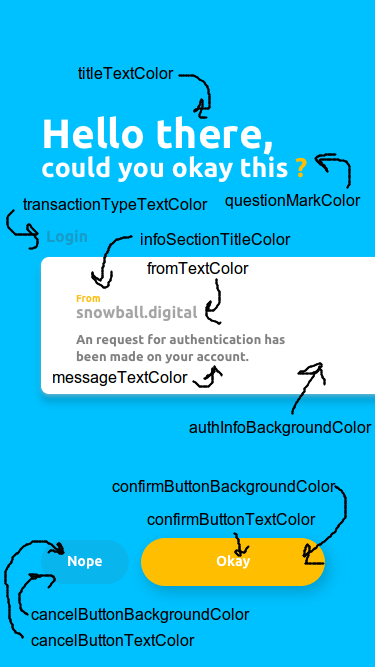 titleTextColor
Hello there,
could you okay this ?
questionMarkColor
transactionTypeTextColor
Login
infoSectionTitleColor
fromTextColor
From
snowball.digital
An request for authentication has
been made on your account.
messageTextColor
authInfoBackgroundColor
confirmButtonBackgroundColor
confirmButtonTextColor
Nope
Okay
cancelButtonBackgroundColor
cancelButtonTextColor